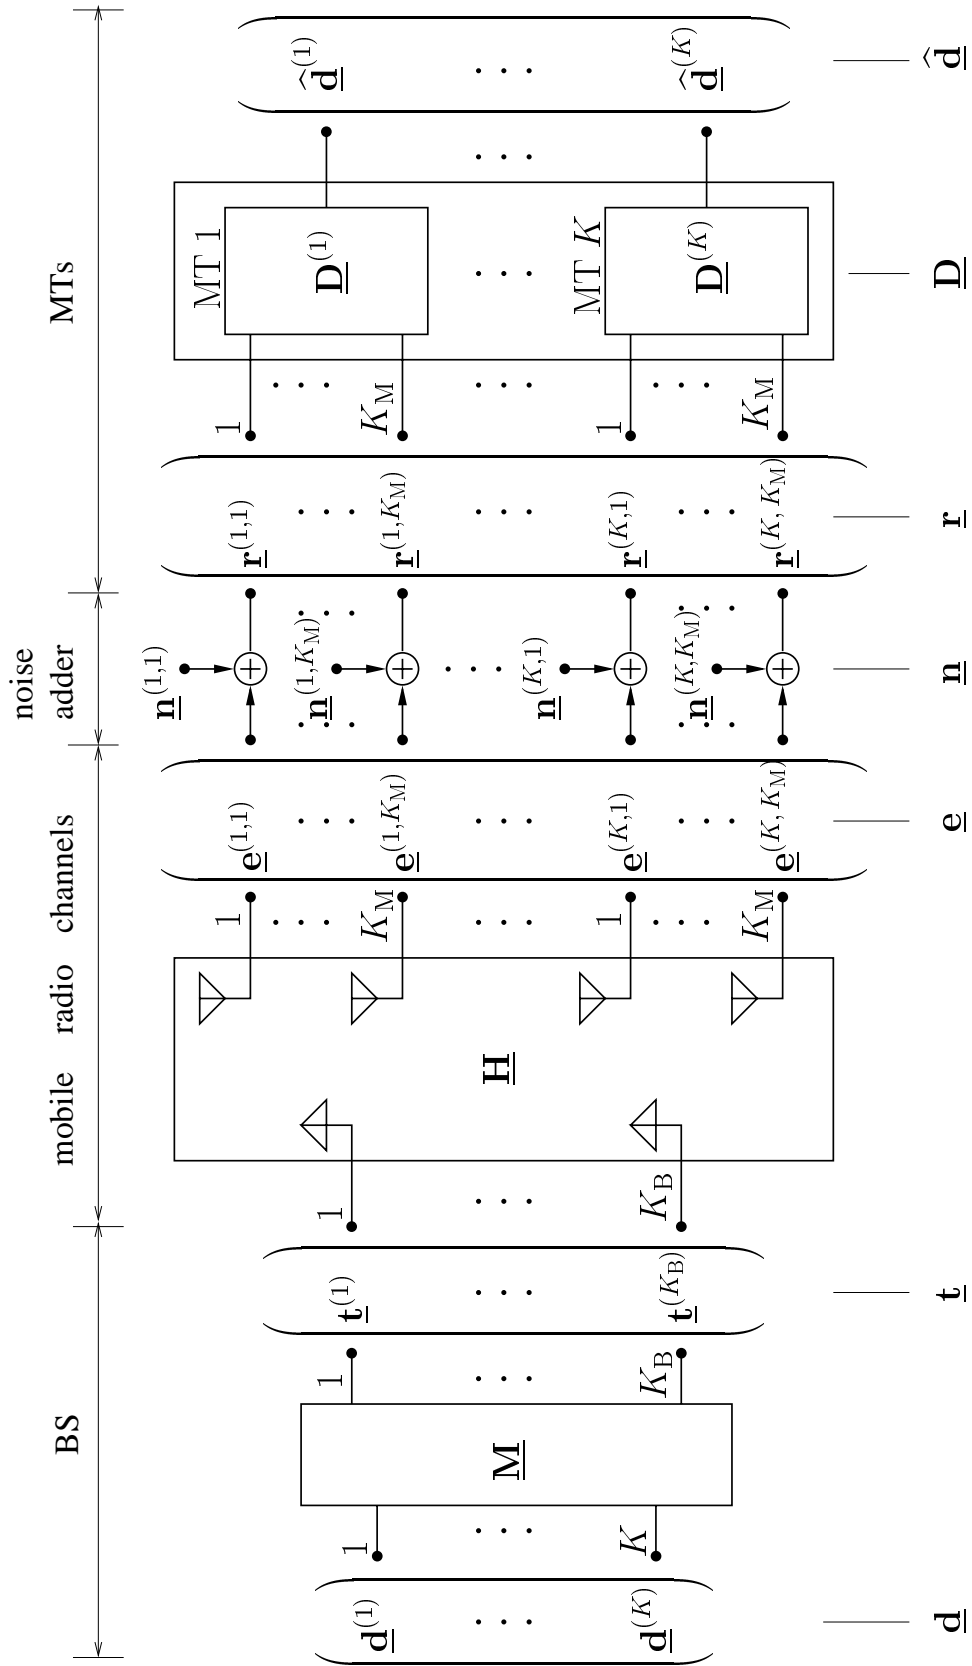 BS
mobile radio channels
noise
adder
MTs
d̲^(1)
· · ·
d̲^(K)
1
· · ·
K
M̲
1
· · ·
K_B
t̲^(1)
· · ·
t̲^(K_B)
1
· · ·
K_B
H̲
1
· · ·
K_M
· · ·
1
· · ·
K_M
e̲^(1,1)
· · ·
e̲^(1,K_M)
· · ·
e̲^(K,1)
· · ·
e̲^(K,K_M)
n̲^(1,1)
· · ·
n̲^(1,K_M)
· · ·
n̲^(K,1)
· · ·
n̲^(K,K_M)
r̲^(1,1)
· · ·
r̲^(1,K_M)
· · ·
r̲^(K,1)
· · ·
r̲^(K,K_M)
1
· · ·
K_M
· · ·
1
· · ·
K_M
MT 1
D̲^(1)
· · ·
MT K
D̲^(K)
· · ·
d̲̂^(1)
· · ·
d̲̂^(K)
d̲
t̲
e̲
n̲
r̲
D̲
d̲̂